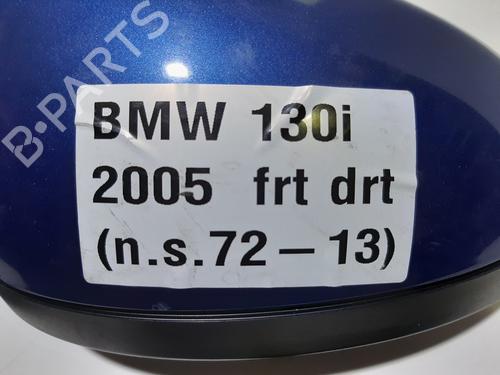 B-PARTS
BMW 130i
2005 frt drt
(n.s.72-13)